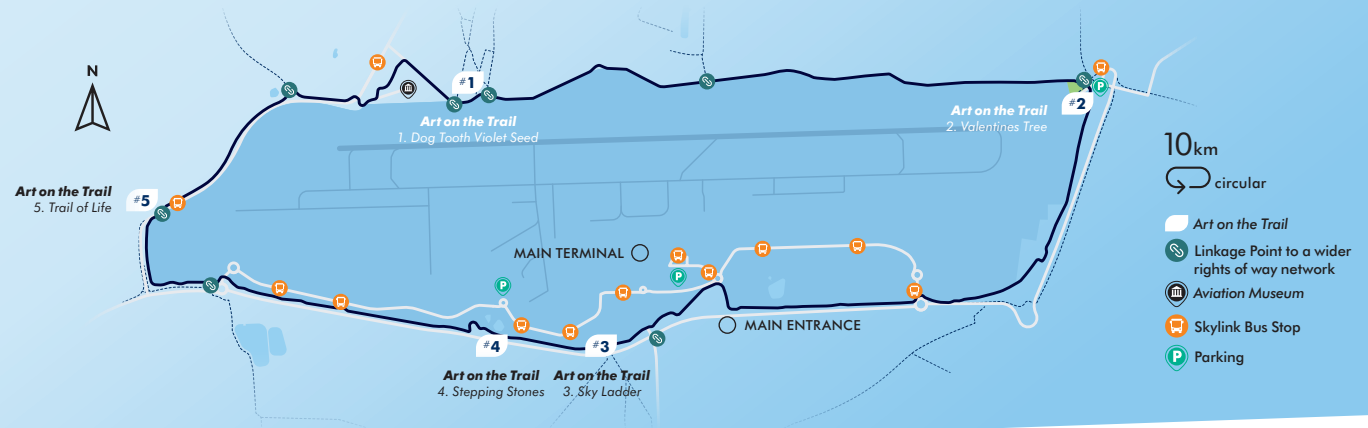 N
#1
Art on the Trail
1. Dog Tooth Violet Seed
Art on the Trail
2. Valentines Tree
#2
P
10km
circular
Art on the Trail
5. Trail of Life
#5
Art on the Trail
Linkage Point to a wider
rights of way network
Aviation Museum
Skylink Bus Stop
P Parking
MAIN TERMINAL
P
P
MAIN ENTRANCE
#4
#3
Art on the Trail
4. Stepping Stones
Art on the Trail
3. Sky Ladder